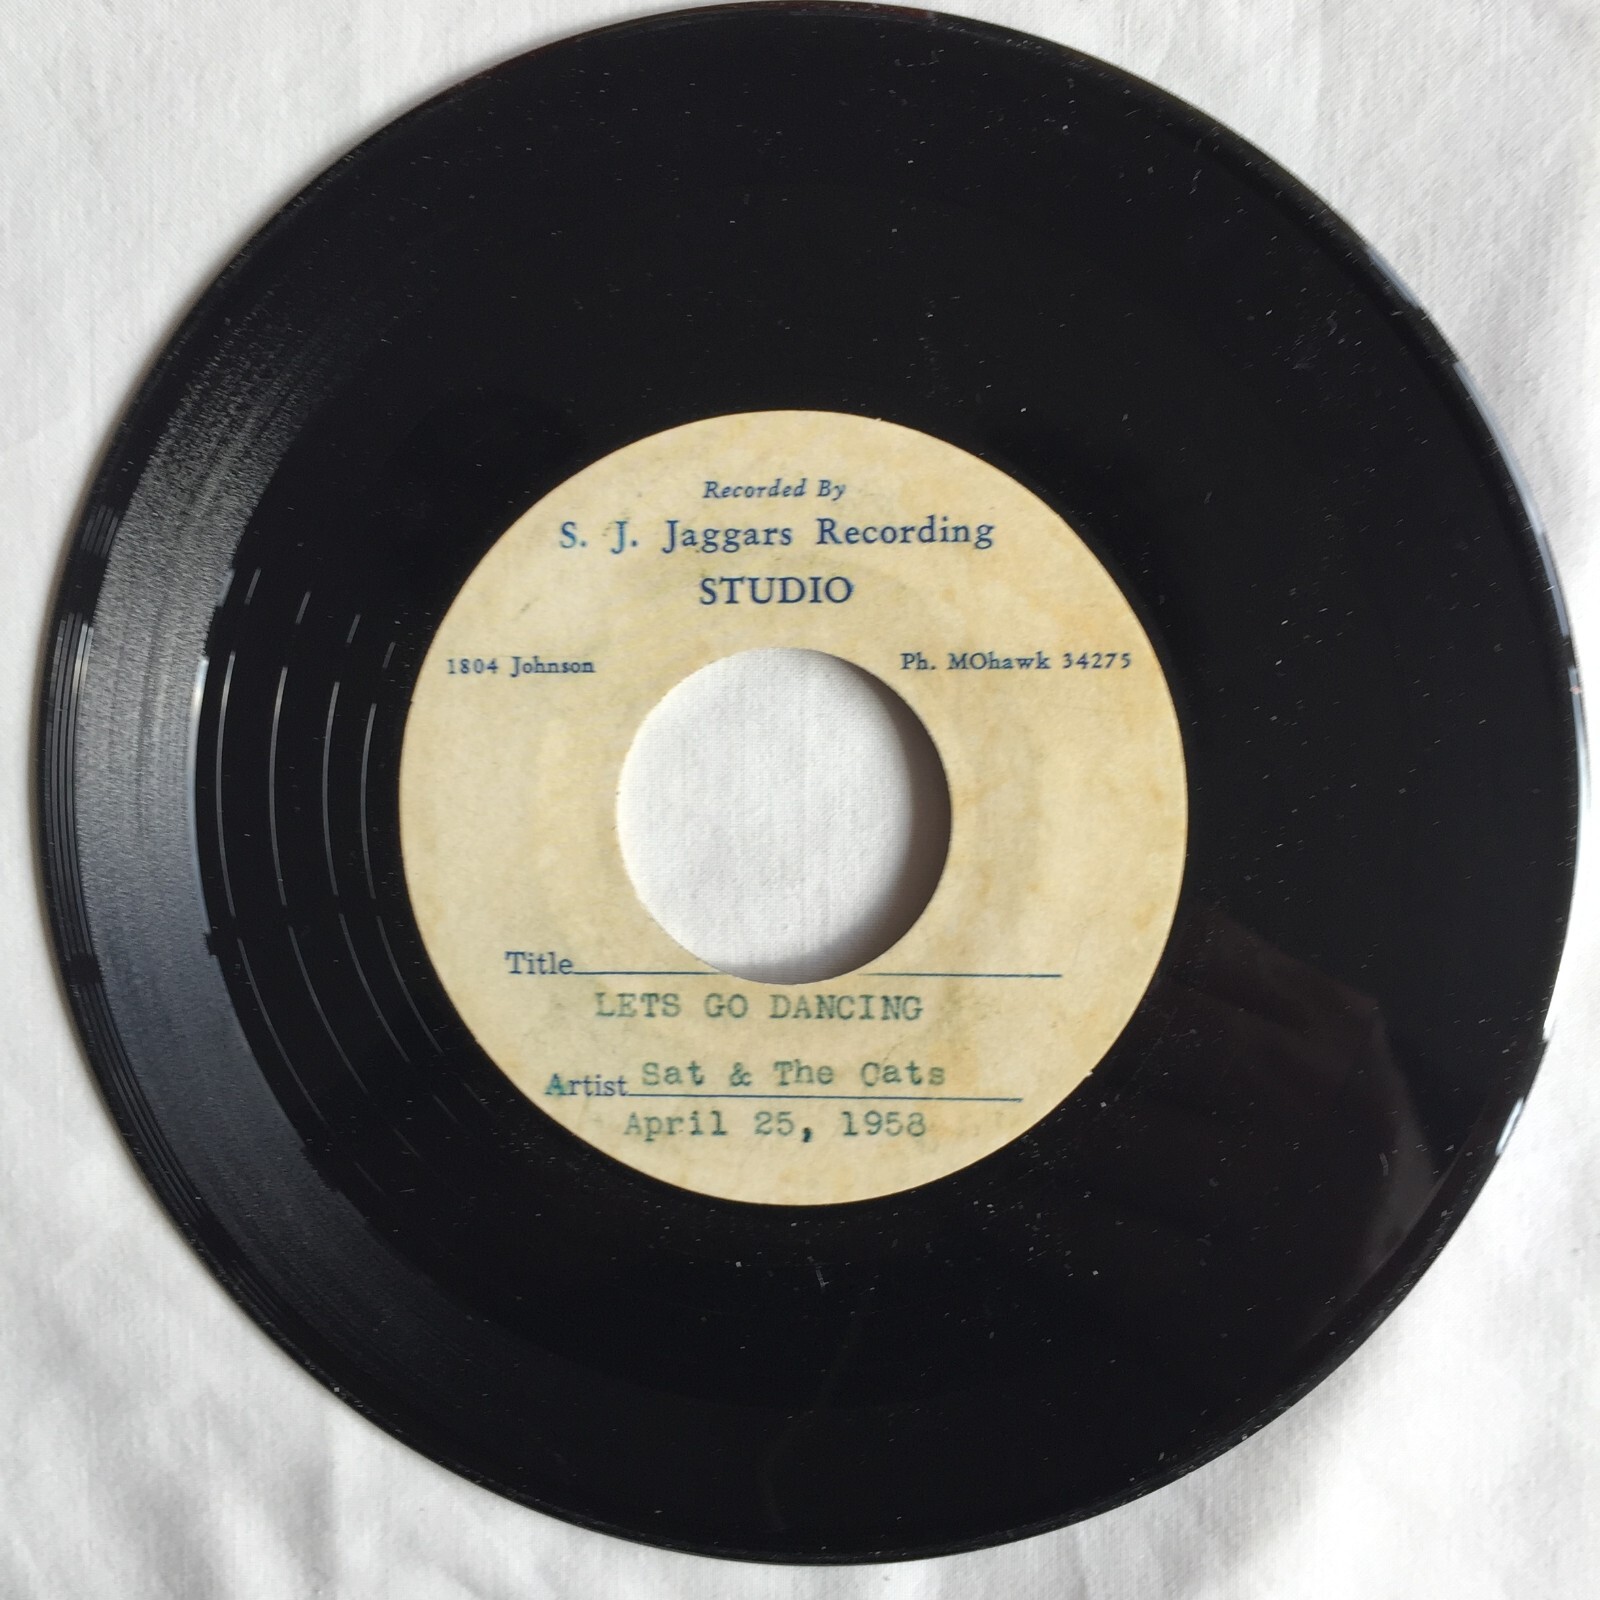 Recorded By
S. J. Jaggars Recording
STUDIO
1804 Johnson
Ph. MOhawk 34275
Title
LETS GO DANCING
Artist Sat & The Cats
April 25, 1958